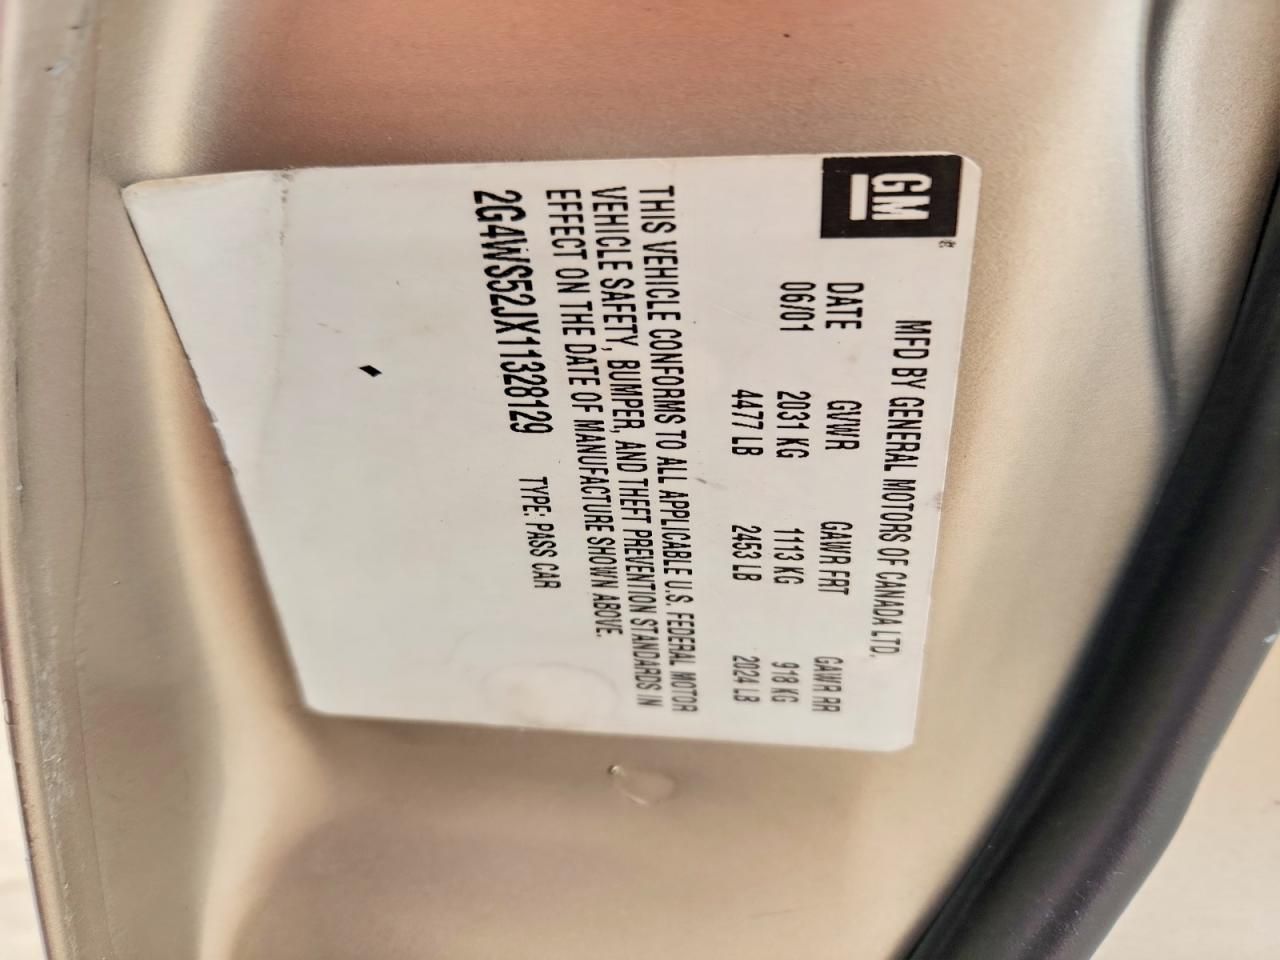 GM ®
MFD BY GENERAL MOTORS OF CANADA LTD.
DATE GVWR GAWR FRT GAWR RR
06/01 2031 KG 1113 KG 918 KG
4477 LB 2453 LB 2024 LB
THIS VEHICLE CONFORMS TO ALL APPLICABLE U.S. FEDERAL MOTOR
VEHICLE SAFETY, BUMPER, AND THEFT PREVENTION STANDARDS IN
EFFECT ON THE DATE OF MANUFACTURE SHOWN ABOVE.
2G4WS52JX11328129 TYPE: PASS CAR